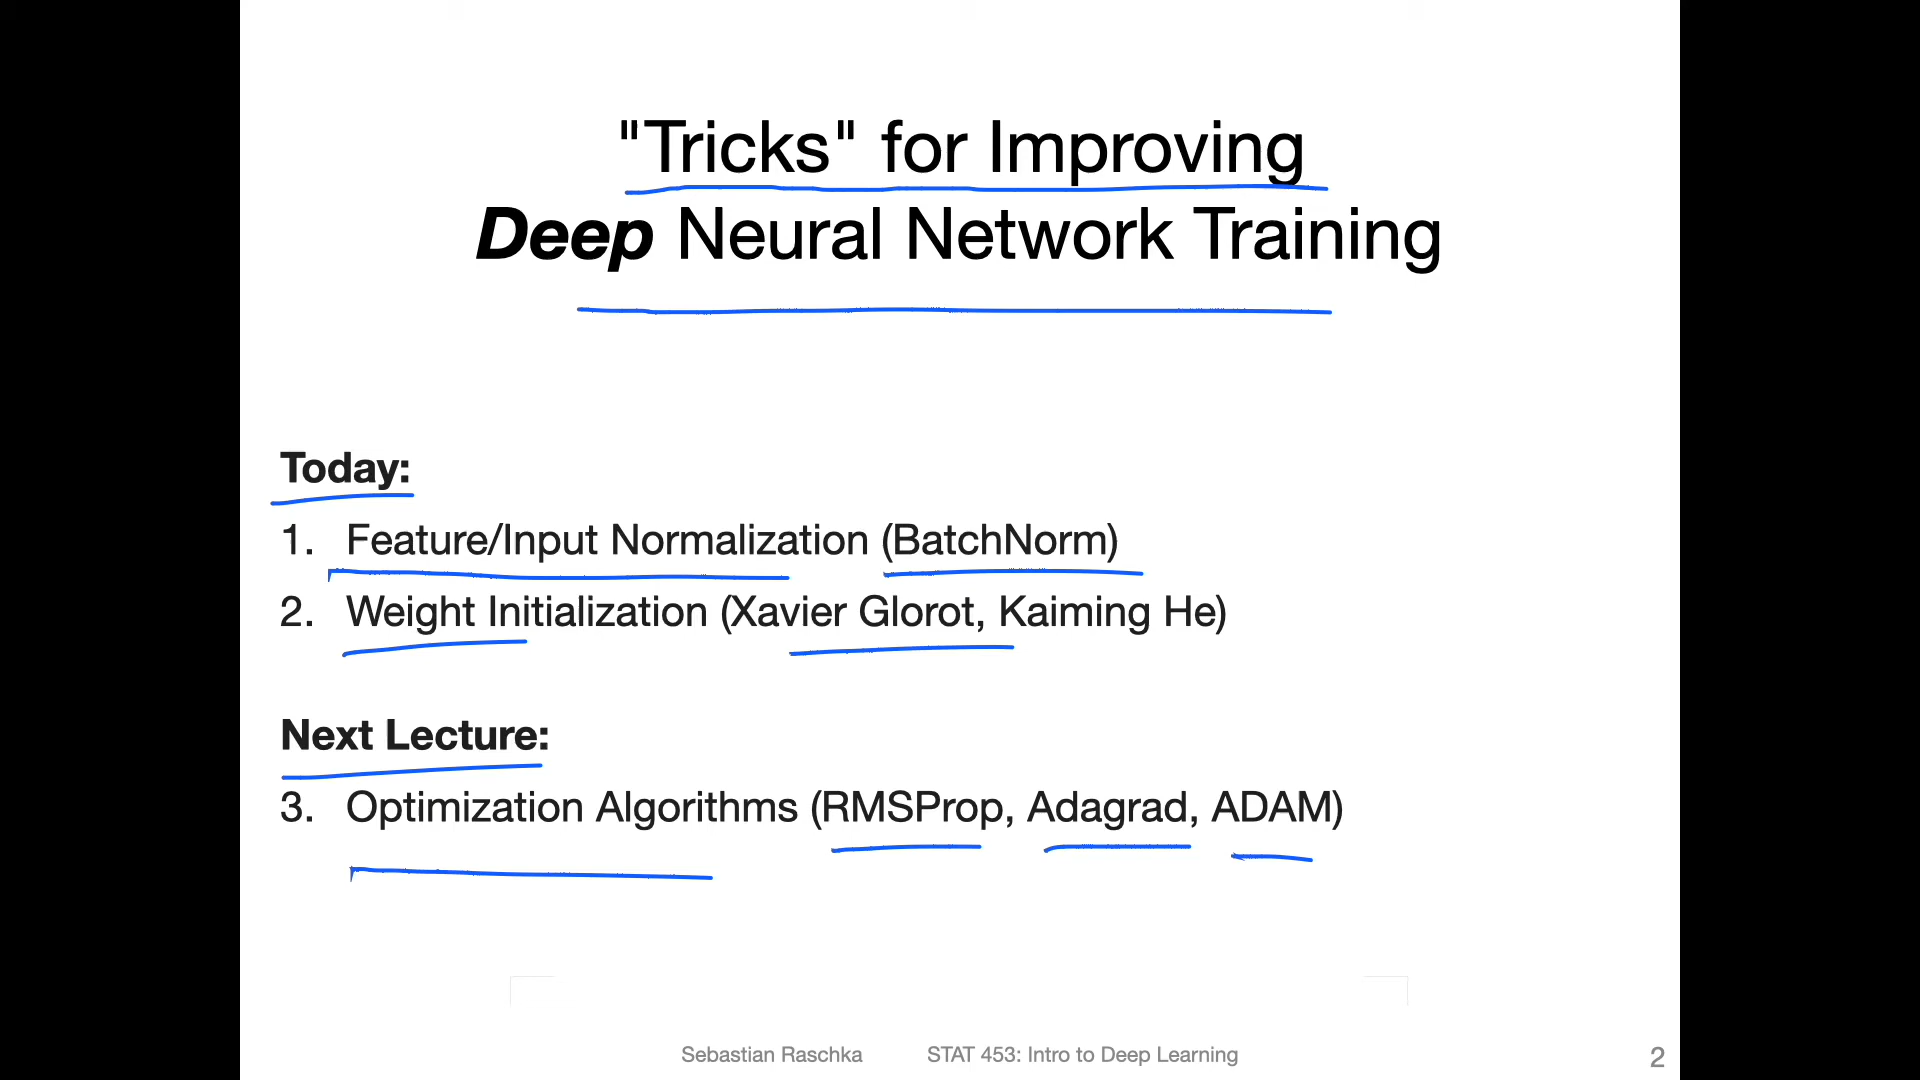 "Tricks" for Improving
Deep Neural Network Training
Today:
1. Feature/Input Normalization (BatchNorm)
2. Weight Initialization (Xavier Glorot, Kaiming He)
Next Lecture:
3. Optimization Algorithms (RMSProp, Adagrad, ADAM)
Sebastian Raschka STAT 453: Intro to Deep Learning 2